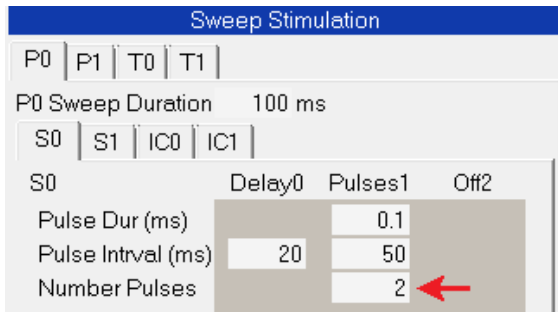 Sweep Stimulation
P0 P1 T0 T1
P0 Sweep Duration 100 ms
S0 S1 IC0 IC1
S0 Delay0 Pulses1 Off2
Pulse Dur (ms) 0.1
Pulse Intrval (ms) 20 50
Number Pulses 2